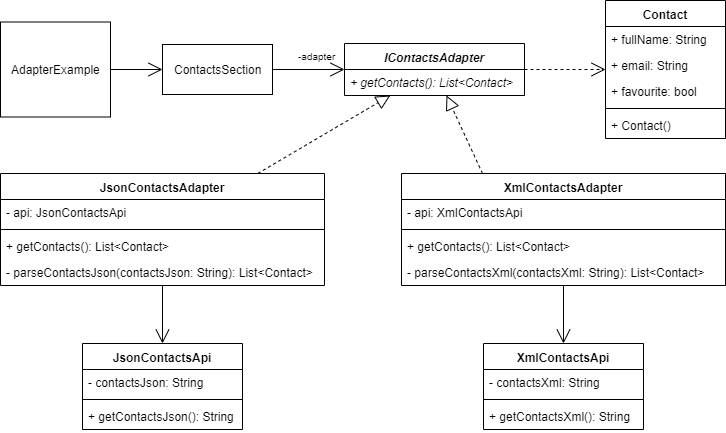 AdapterExample
ContactsSection
-adapter
IContactsAdapter
+ getContacts(): List<Contact>
Contact
+ fullName: String
+ email: String
+ favourite: bool
+ Contact()
JsonContactsAdapter
- api: JsonContactsApi
+ getContacts(): List<Contact>
- parseContactsJson(contactsJson: String): List<Contact>
XmlContactsAdapter
- api: XmlContactsApi
+ getContacts(): List<Contact>
- parseContactsXml(contactsXml: String): List<Contact>
JsonContactsApi
- contactsJson: String
+ getContactsJson(): String
XmlContactsApi
- contactsXml: String
+ getContactsXml(): String